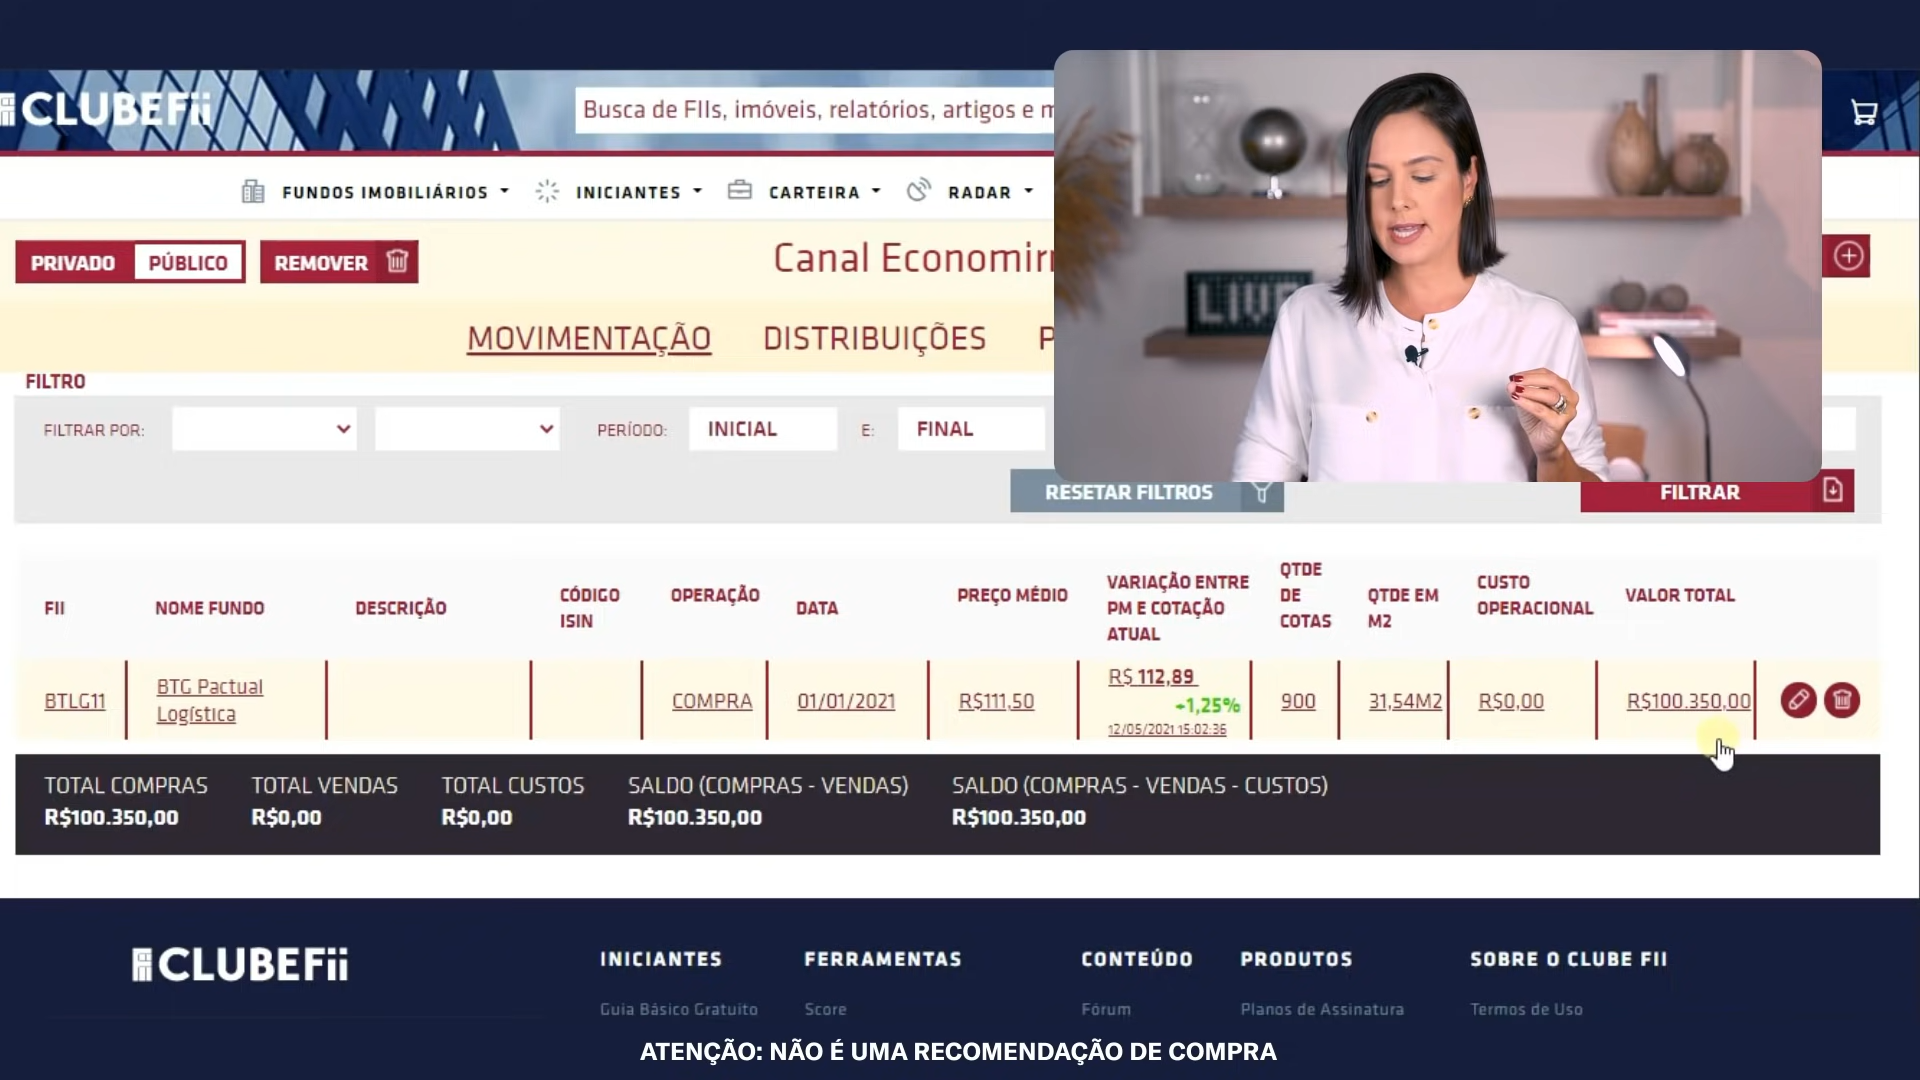 CLUBEFii
Busca de FIIs, imóveis, relatórios, artigos e m
FUNDOS IMOBILIÁRIOS
INICIANTES
CARTEIRA
RADAR
PRIVADO
PÚBLICO
REMOVER
Canal Economir
MOVIMENTAÇÃO
DISTRIBUIÇÕES
P
LIV
FILTRO
FILTRAR POR:
PERÍODO:
INICIAL
E:
FINAL
RESETAR FILTROS
FILTRAR
FII
NOME FUNDO
DESCRIÇÃO
CÓDIGO
ISIN
OPERAÇÃO
DATA
PREÇO MÉDIO
VARIAÇÃO ENTRE
PM E COTAÇÃO
ATUAL
QTDE
DE
COTAS
QTDE EM
M2
CUSTO
OPERACIONAL
VALOR TOTAL
BTLG11
BTG Pactual
Logística
COMPRA
01/01/2021
R$111,50
R$ 112,89
+1,25%
12/05/2021 15:02:36
900
31,54M2
R$0,00
R$100.350,00
TOTAL COMPRAS
R$100.350,00
TOTAL VENDAS
R$0,00
TOTAL CUSTOS
R$0,00
SALDO (COMPRAS - VENDAS)
R$100.350,00
SALDO (COMPRAS - VENDAS - CUSTOS)
R$100.350,00
CLUBEFii
INICIANTES
Guia Básico Gratuito
FERRAMENTAS
Score
CONTEÚDO
Fórum
PRODUTOS
Planos de Assinatura
SOBRE O CLUBE FII
Termos de Uso
ATENÇÃO: NÃO É UMA RECOMENDAÇÃO DE COMPRA